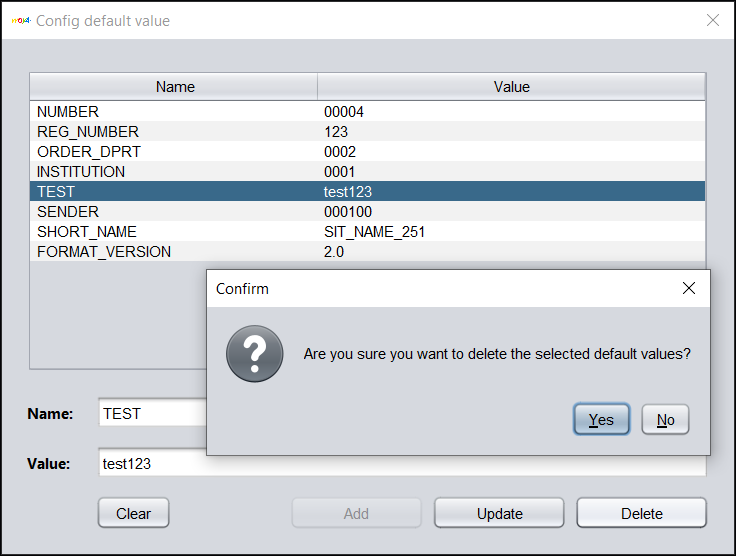 Config default value
Name Value
NUMBER 00004
REG_NUMBER 123
ORDER_DPRT 0002
INSTITUTION 0001
TEST test123
SENDER 000100
SHORT_NAME SIT_NAME_251
FORMAT_VERSION 2.0
Confirm
Are you sure you want to delete the selected default values?
Yes No
Name: TEST
Value: test123
Clear Add Update Delete